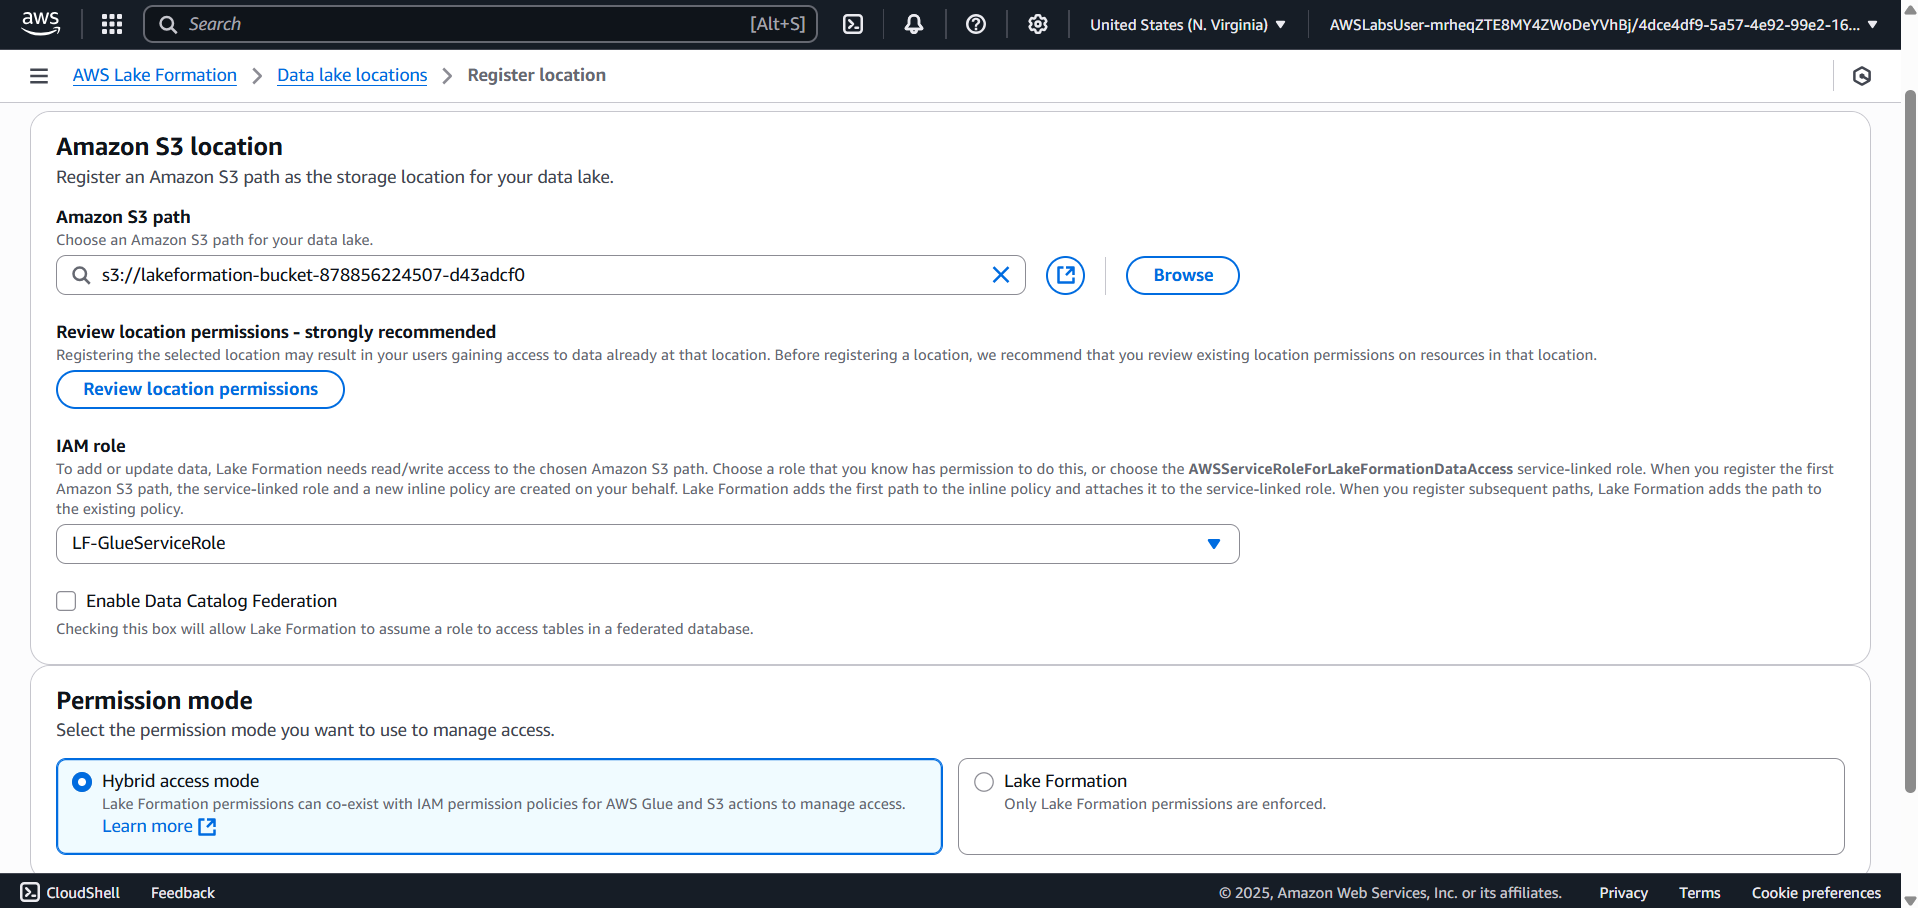 aws
Search
[Alt+S]
United States (N. Virginia)
AWSLabsUser-mrheqZTE8MY4ZWoDeYVhBj/4dce4df9-5a57-4e92-99e2-16...
AWS Lake Formation
Data lake locations
Register location
Amazon S3 location
Register an Amazon S3 path as the storage location for your data lake.
Amazon S3 path
Choose an Amazon S3 path for your data lake.
s3://lakeformation-bucket-878856224507-d43adcf0
Browse
Review location permissions - strongly recommended
Registering the selected location may result in your users gaining access to data already at that location. Before registering a location, we recommend that you review existing location permissions on resources in that location.
Review location permissions
IAM role
To add or update data, Lake Formation needs read/write access to the chosen Amazon S3 path. Choose a role that you know has permission to do this, or choose the AWSServiceRoleForLakeFormationDataAccess service-linked role. When you register the first
Amazon S3 path, the service-linked role and a new inline policy are created on your behalf. Lake Formation adds the first path to the inline policy and attaches it to the service-linked role. When you register subsequent paths, Lake Formation adds the path to
the existing policy.
LF-GlueServiceRole
Enable Data Catalog Federation
Checking this box will allow Lake Formation to assume a role to access tables in a federated database.
Permission mode
Select the permission mode you want to use to manage access.
Hybrid access mode
Lake Formation permissions can co-exist with IAM permission policies for AWS Glue and S3 actions to manage access.
Learn more
Lake Formation
Only Lake Formation permissions are enforced.
CloudShell
Feedback
© 2025, Amazon Web Services, Inc. or its affiliates.
Privacy
Terms
Cookie preferences